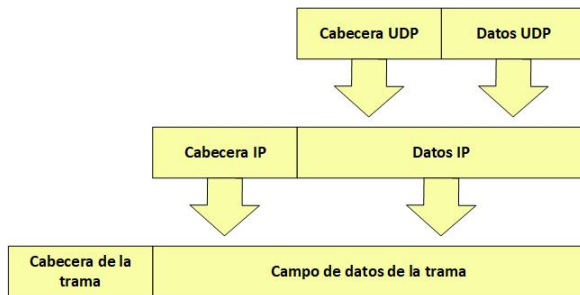 Cabecera UDP
Datos UDP
Cabecera IP
Datos IP
Cabecera de la
trama
Campo de datos de la trama